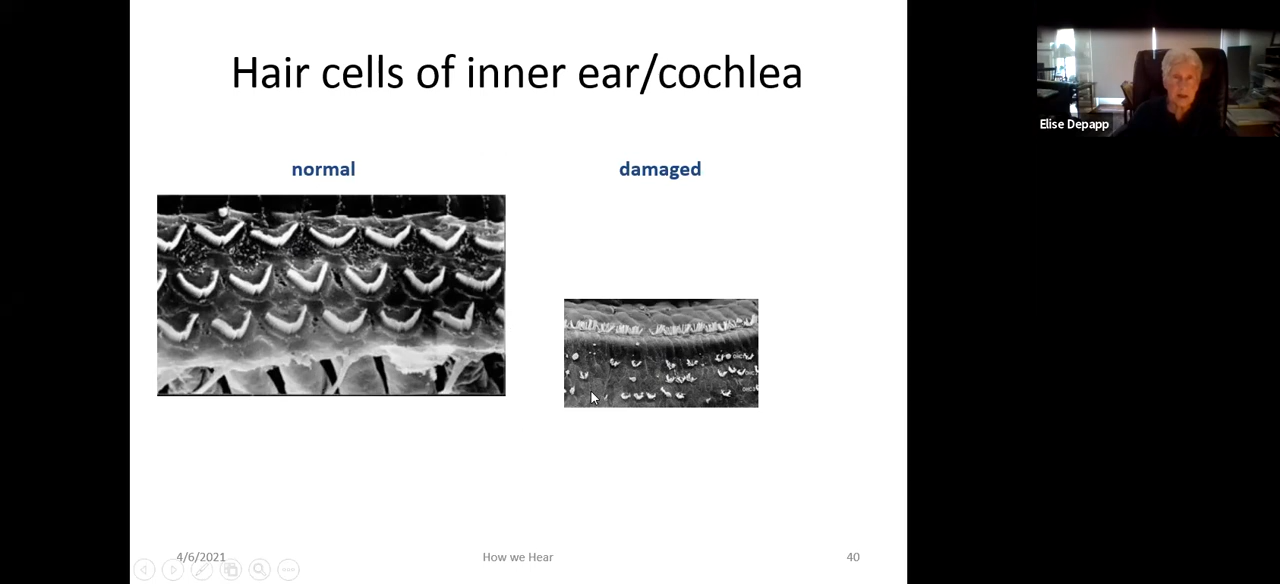 Hair cells of inner ear/cochlea
normal
damaged
4/6/2021
How we Hear
40
Elise Depapp